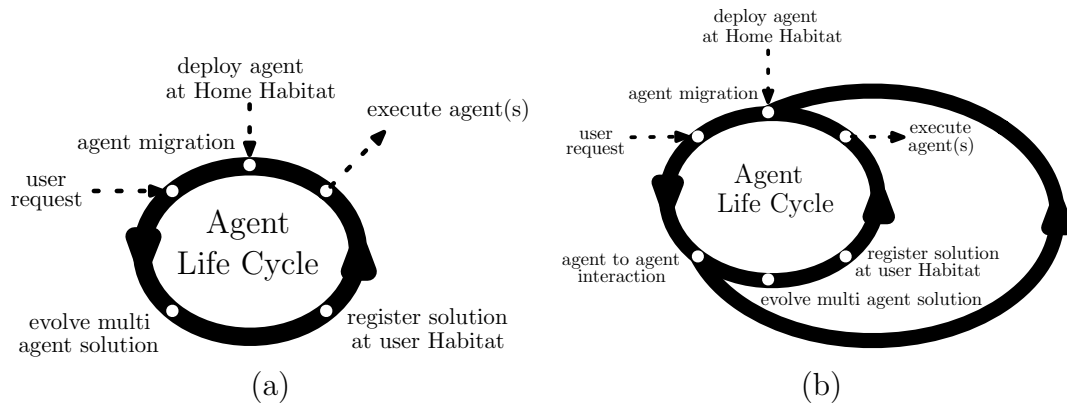 deploy agent
at Home Habitat
execute agent(s)
agent migration
user
request
Agent
Life Cycle
evolve multi
agent solution
register solution
at user Habitat
(a)
deploy agent
at Home Habitat
agent migration
user
request
execute
agent(s)
Agent
Life Cycle
agent to agent
interaction
register solution
at user Habitat
evolve multi agent solution
(b)